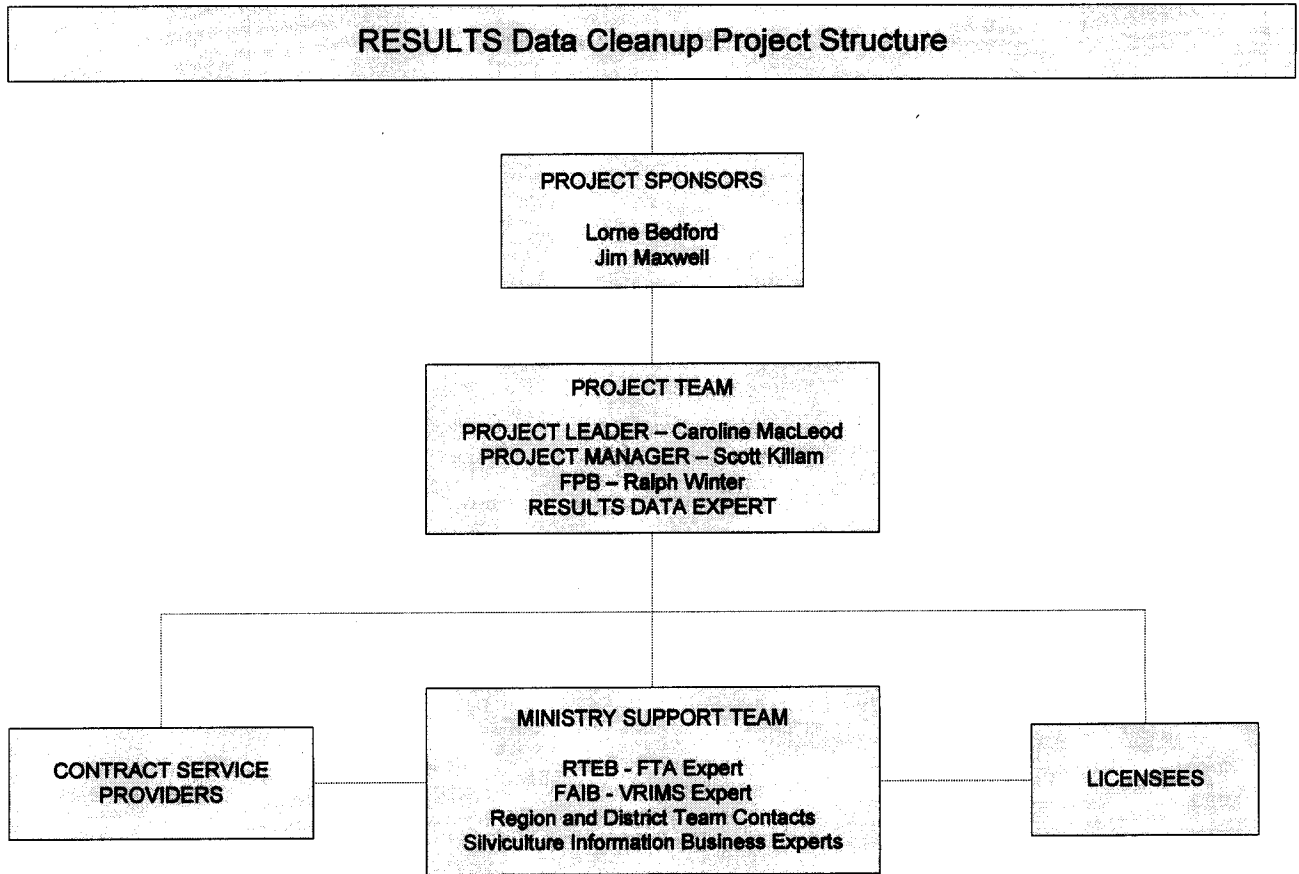 RESULTS Data Cleanup Project Structure
PROJECT SPONSORS
Lorne Bedford
Jim Maxwell
PROJECT TEAM
PROJECT LEADER – Caroline MacLeod
PROJECT MANAGER – Scott Killam
FPB – Ralph Winter
RESULTS DATA EXPERT
CONTRACT SERVICE
PROVIDERS
MINISTRY SUPPORT TEAM
RTEB - FTA Expert
FAIB - VRIMS Expert
Region and District Team Contacts
Silviculture Information Business Experts
LICENSEES